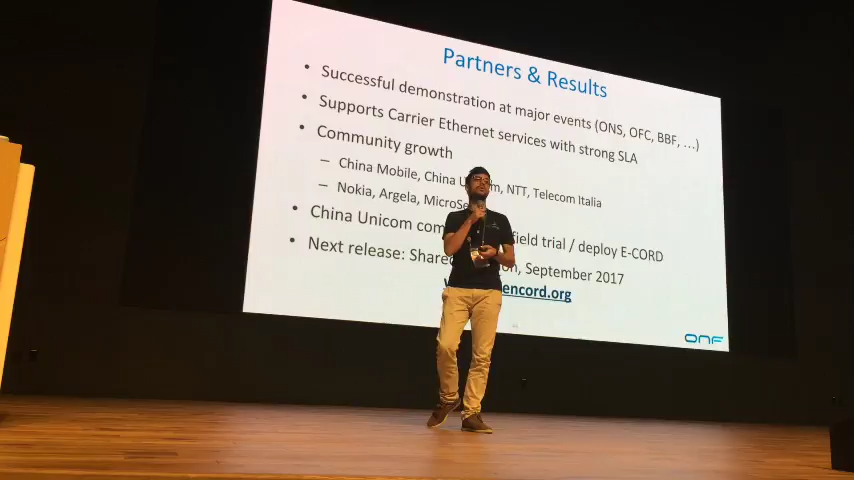 Partners & Results
• Successful demonstration at major events (ONS, OFC, BBF, ...)
• Supports Carrier Ethernet services with strong SLA
• Community growth
– China Mobile, China U m, NTT, Telecom Italia
– Nokia, Argela, MicroSe
• China Unicom com field trial / deploy E-CORD
• Next release: Share on, September 2017
encord.org
ONF